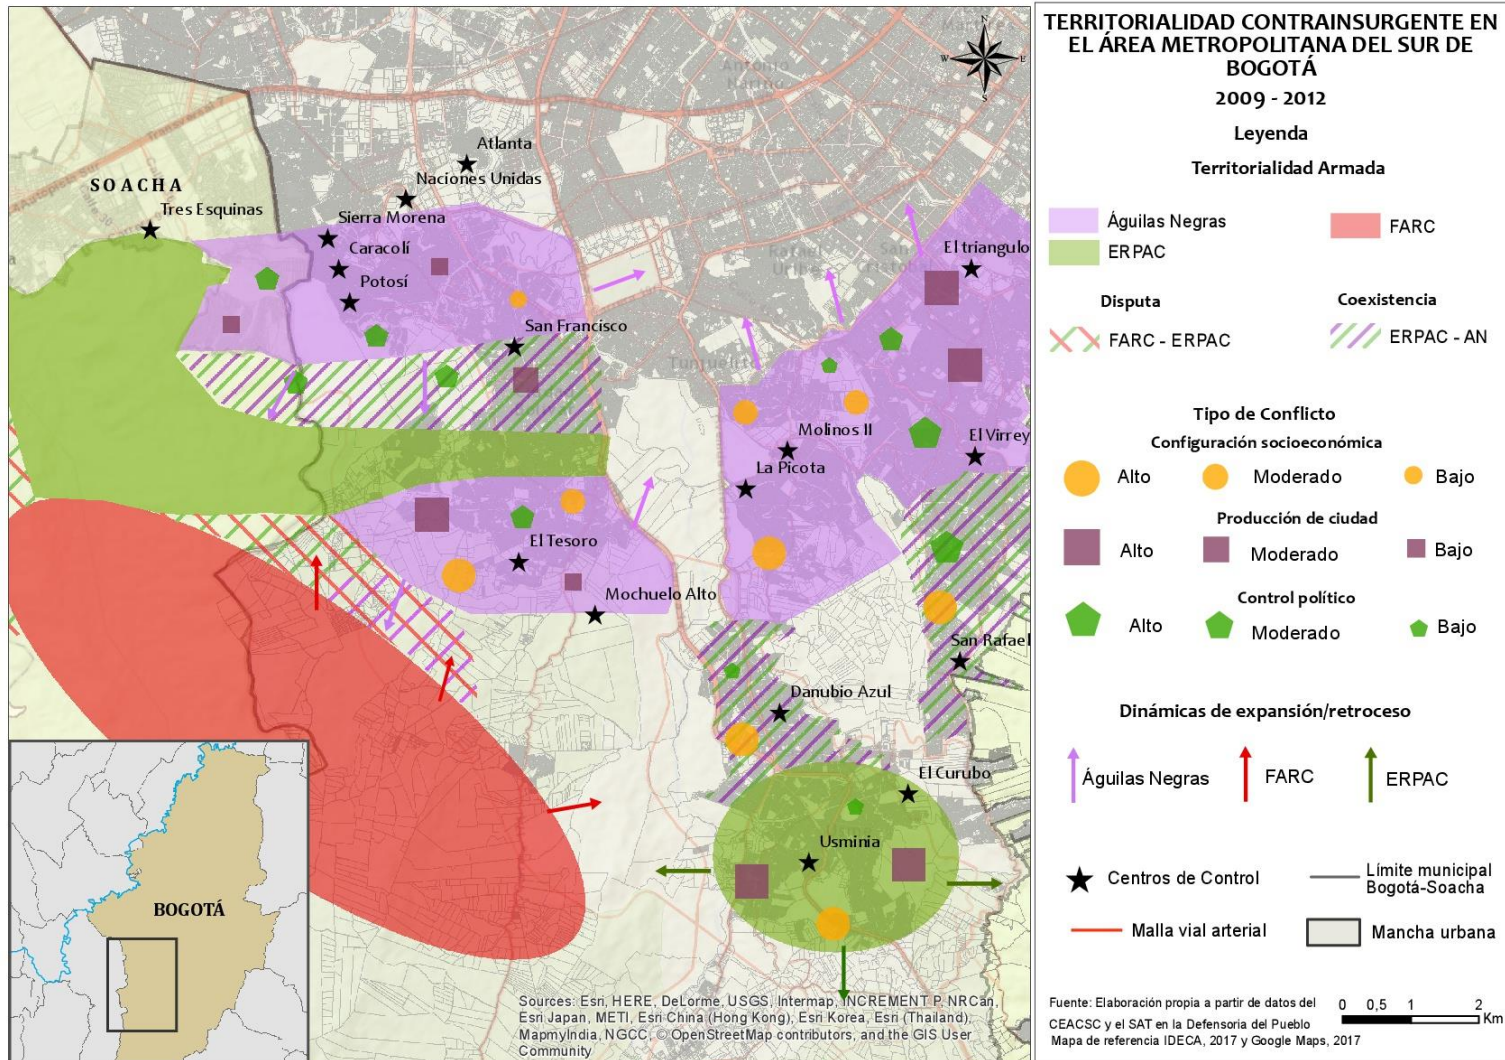 TERRITORIALIDAD CONTRAINSURGENTE EN
EL ÁREA METROPOLITANA DEL SUR DE
BOGOTÁ
2009 - 2012
Leyenda
Territorialidad Armada
Águilas Negras
FARC
ERPAC
Disputa
Coexistencia
FARC - ERPAC
ERPAC - AN
Tipo de Conflicto
Configuración socioeconómica
Alto
Moderado
Bajo
Producción de ciudad
Alto
Moderado
Bajo
Control político
Alto
Moderado
Bajo
Dinámicas de expansión/retroceso
Águilas Negras
FARC
ERPAC
Centros de Control
Límite municipal
Bogotá-Soacha
Malla vial arterial
Mancha urbana
Fuente: Elaboración propia a partir de datos del
CEACSC y el SAT en la Defensoria del Pueblo
Mapa de referencia IDECA, 2017 y Google Maps, 2017
0 0,5 1 2
Km
N
W E
S
Antonio
Nariño
Atlanta
Naciones Unidas
SOACHA
Tres Esquinas
Sierra Morena
Caracolí
Potosí
San Francisco
El triangulo
Rafael
Uribe
San
Cristobal
Tunjuelito
Molinos II
El Virrey
La Picota
El Tesoro
Mochuelo Alto
San Rafael
Danubio Azul
El Curubo
Usminia
BOGOTÁ
Sources: Esri, HERE, DeLorme, USGS, Intermap, INCREMENT P, NRCan,
Esri Japan, METI, Esri China (Hong Kong), Esri Korea, Esri (Thailand),
MapmyIndia, NGCC, © OpenStreetMap contributors, and the GIS User
Community